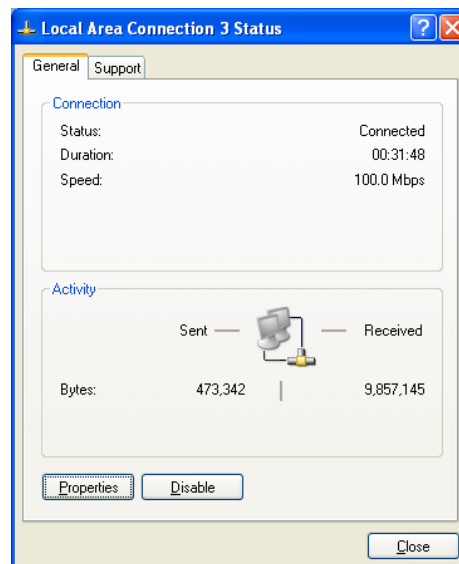 Local Area Connection 3 Status
General Support
Connection
Status: Connected
Duration: 00:31:48
Speed: 100.0 Mbps
Activity
Sent Received
Bytes: 473,342 9,857,145
Properties Disable
Close